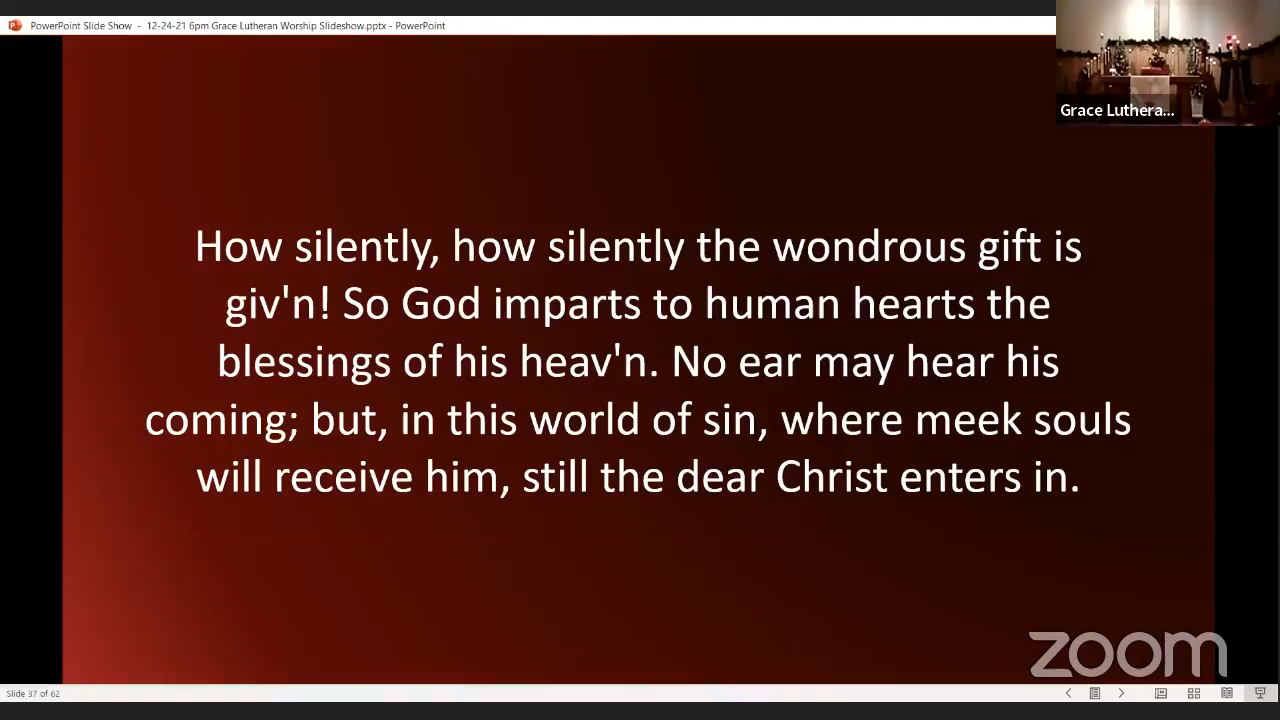 PowerPoint Slide Show - 12-24-21 6pm Grace Lutheran Worship Slideshow.pptx - PowerPoint
Grace Luthera...
How silently, how silently the wondrous gift is
giv'n! So God imparts to human hearts the
blessings of his heav'n. No ear may hear his
coming; but, in this world of sin, where meek souls
will receive him, still the dear Christ enters in.
zoom
Slide 37 of 62